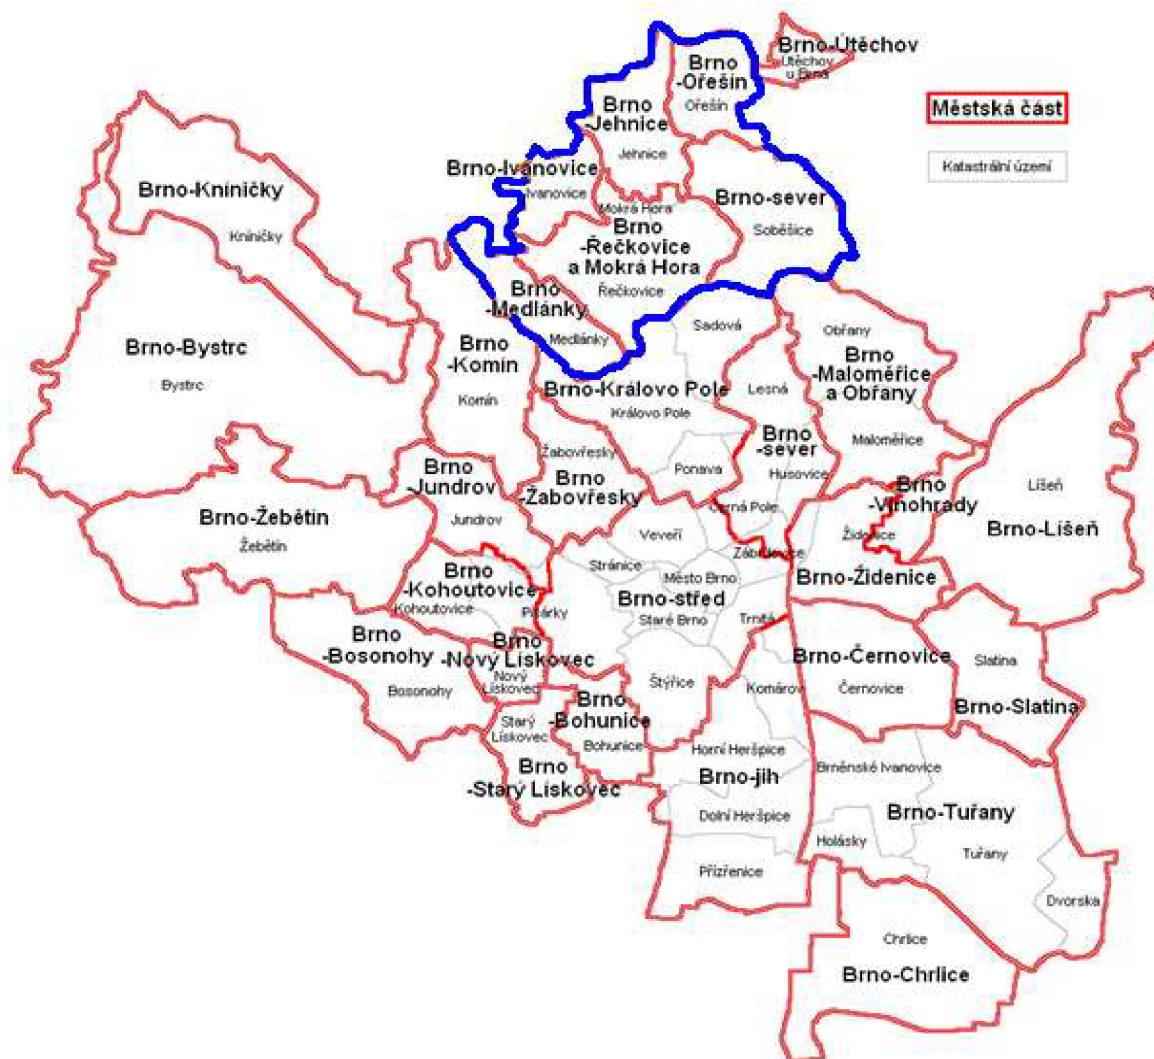 Brno-Útěchov
Útěchov
u Brna
Brno
-Ořešín
Ořešín
Městská část
Katastrální území
Brno
-Jehnice
Jehnice
Brno-Ivanovice
Ivanovice
Brno-Kníničky
Kníničky
Brno-sever
Soběšice
Mokrá Hora
Brno
-Řečkovice
a Mokrá Hora
Řečkovice
Brno
-Medlánky
Medlánky
Sadová
Obřany
Brno
-Maloměřice
a Obřany
Maloměřice
Brno-Bystrc
Bystrc
Brno
-Komín
Komín
Brno-Královo Pole
Královo Pole
Lesná
Brno
-sever
Husovice
Ponava
Černá Pole
Žabovřesky
Brno
-Žabovřesky
Brno
-Jundrov
Jundrov
Brno
-Vinohrady
Líšeň
Brno-Líšeň
Židenice
Brno-Židenice
Zábrdovice
Brno-Žebětín
Žebětín
Veveří
Stránice
Město Brno
Brno-střed
Staré Brno
Trnitá
Brno
-Kohoutovice
Kohoutovice
Pisárky
Brno
-Bosonohy
Bosonohy
Brno
-Nový Lískovec
Nový
Lískovec
Štýřice
Komárov
Brno-Černovice
Černovice
Slatina
Brno-Slatina
Starý
Lískovec
Brno
-Bohunice
Bohunice
Brno
-Starý Lískovec
Horní Heršpice
Brno-jih
Dolní Heršpice
Přízřenice
Brněnské Ivanovice
Brno-Tuřany
Holásky
Tuřany
Dvorska
Chrlice
Brno-Chrlice